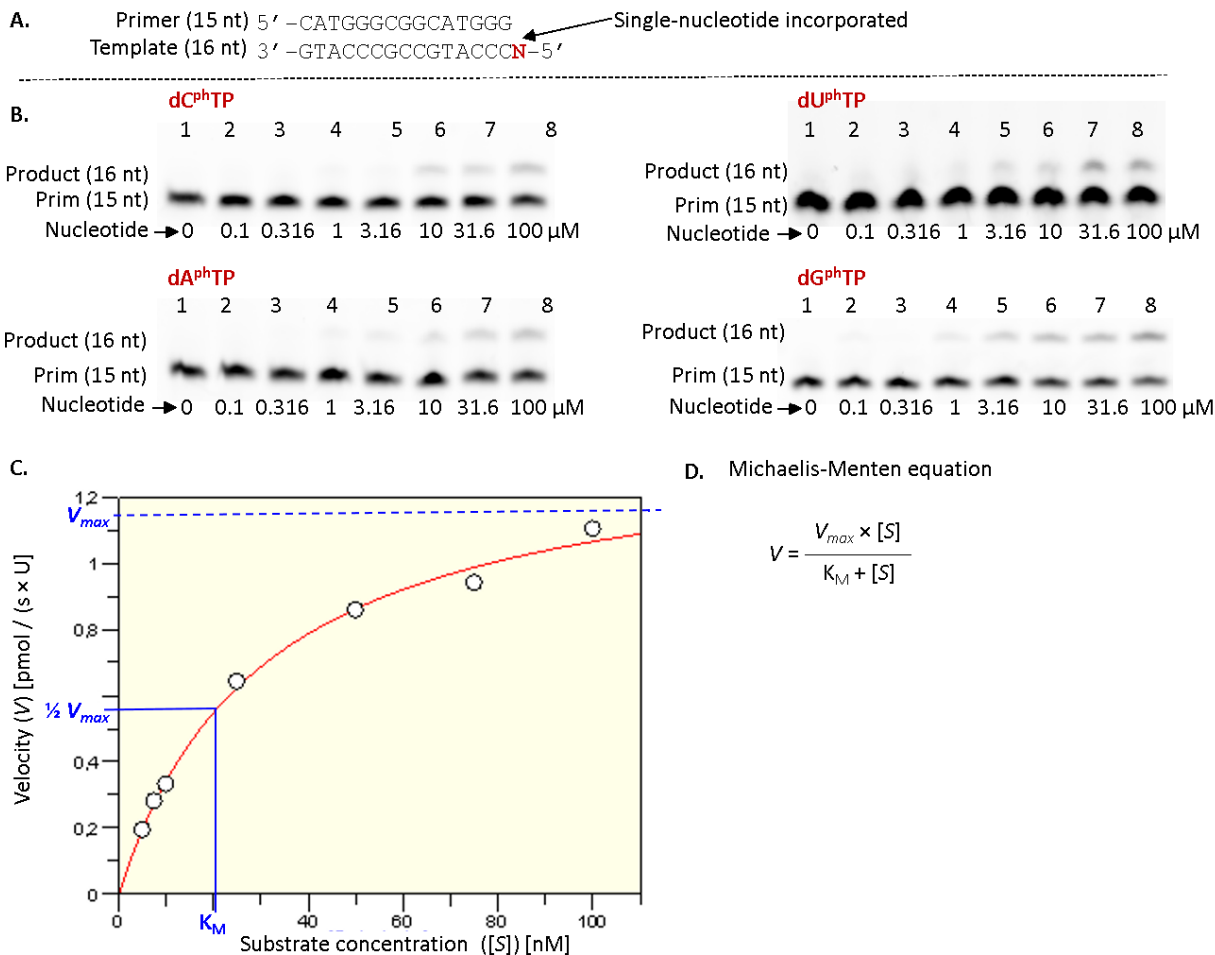 A.
Primer (15 nt) 5′ –CATGGGCGGCATGGG
Single-nucleotide incorporated
Template (16 nt) 3′ –GTACCCGCCGTACCCN–5′
B.
dCphTP
1 2 3 4 5 6 7 8
Product (16 nt)
Prim (15 nt)
Nucleotide → 0 0.1 0.316 1 3.16 10 31.6 100 µM
dUphTP
1 2 3 4 5 6 7 8
Product (16 nt)
Prim (15 nt)
Nucleotide → 0 0.1 0.316 1 3.16 10 31.6 100 µM
dAphTP
1 2 3 4 5 6 7 8
Product (16 nt)
Prim (15 nt)
Nucleotide → 0 0.1 0.316 1 3.16 10 31.6 100 µM
dGphTP
1 2 3 4 5 6 7 8
Product (16 nt)
Prim (15 nt)
Nucleotide → 0 0.1 0.316 1 3.16 10 31.6 100 µM
C.
1,2
Vmax
1
0,8
½ Vmax
0,4
0,2
0
Velocity (V) [pmol / (s × U]
0 40 60 80 100
KM
Substrate concentration ([S]) [nM]
D. Michaelis-Menten equation
V = Vmax × [S]
KM + [S]